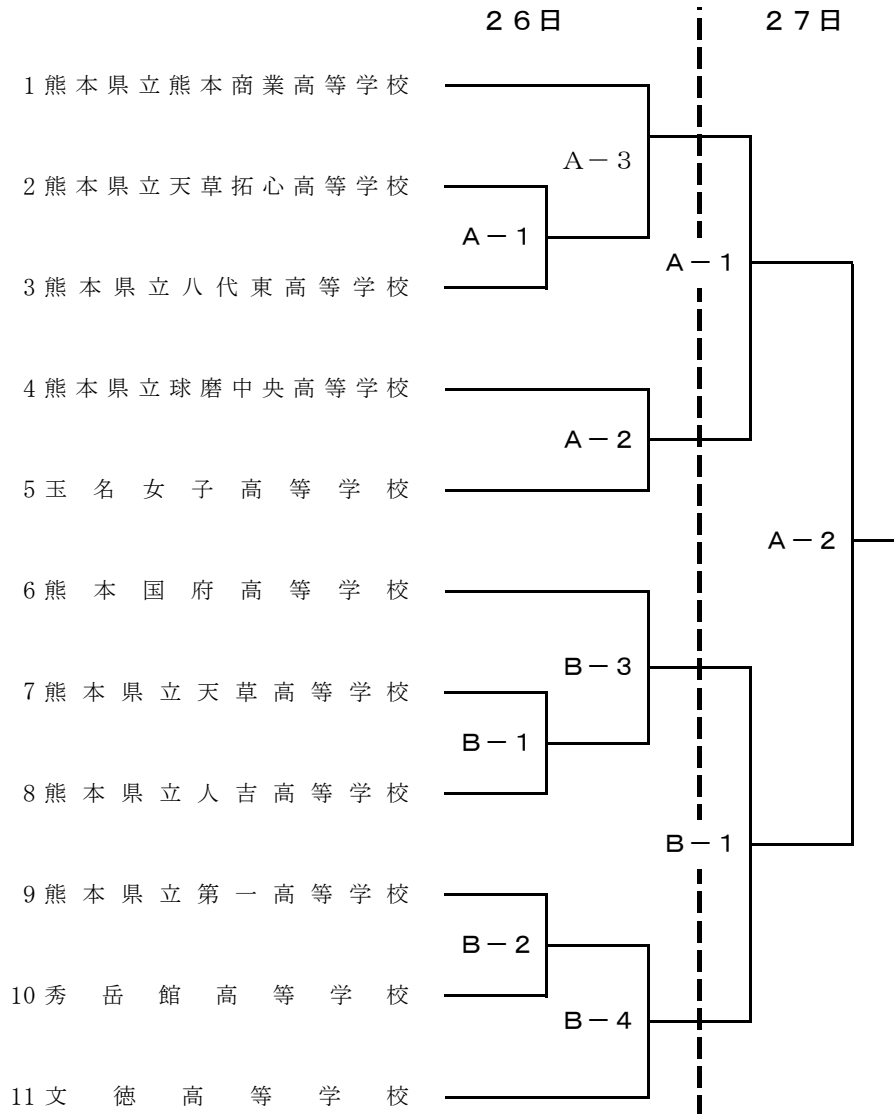 26日 27日
1 熊本県立熊本商業高等学校
A-3
2 熊本県立天草拓心高等学校
A-1
A-1
3 熊本県立八代東高等学校
4 熊本県立球磨中央高等学校
A-2
5 玉名女子高等学校
A-2
6 熊本国府高等学校
B-3
7 熊本県立天草高等学校
B-1
8 熊本県立人吉高等学校
B-1
9 熊本県立第一高等学校
B-2
10 秀岳館高等学校
B-4
11 文徳高等学校